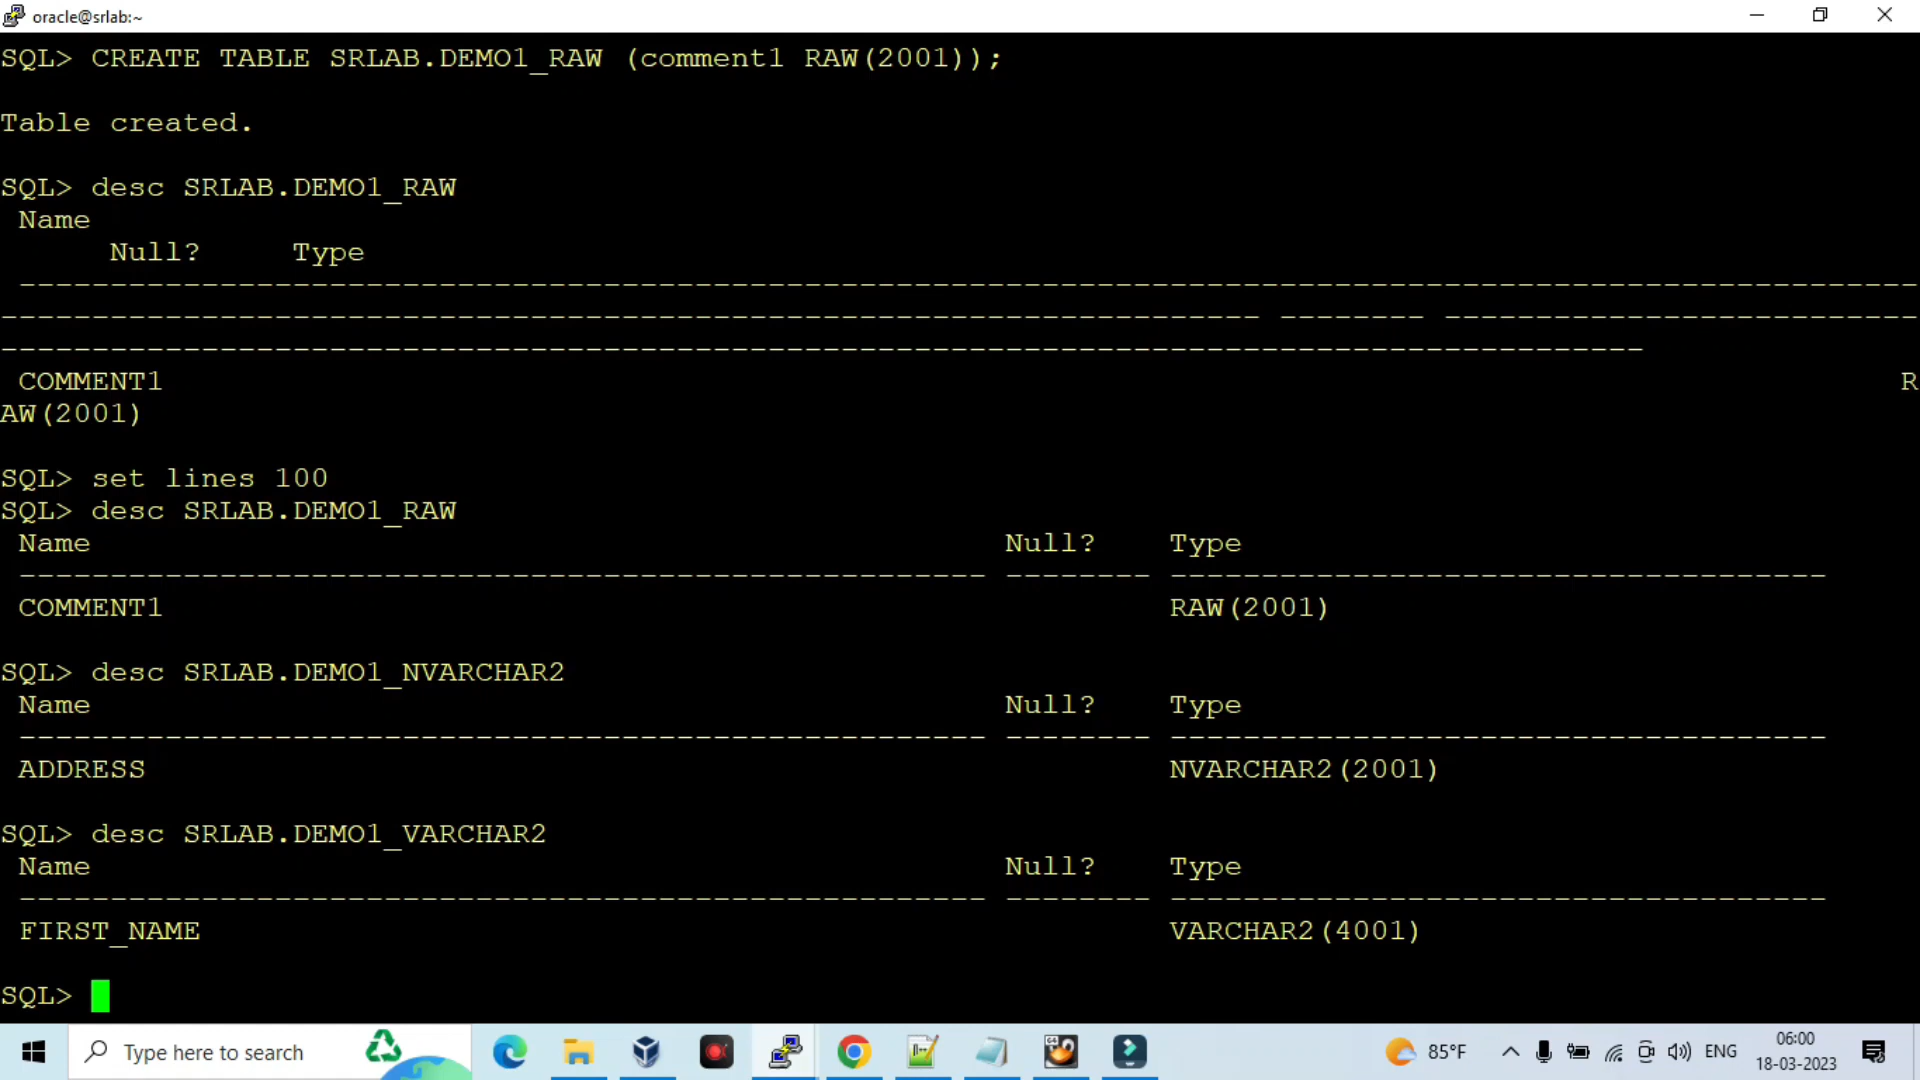 oracle@srlab:~
SQL> CREATE TABLE SRLAB.DEMO1_RAW (comment1 RAW(2001));
Table created.
SQL> desc SRLAB.DEMO1_RAW
Name
Null? Type
--------------------------------------------------------------------------------------------------------
--------------------------------------------------------------------- -------- --------------------------
------------------------------------------------------------------------------------------
COMMENT1 R
AW(2001)
SQL> set lines 100
SQL> desc SRLAB.DEMO1_RAW
Name Null? Type
----------------------------------------------------- -------- ------------------------------------
COMMENT1 RAW(2001)
SQL> desc SRLAB.DEMO1_NVARCHAR2
Name Null? Type
----------------------------------------------------- -------- ------------------------------------
ADDRESS NVARCHAR2(2001)
SQL> desc SRLAB.DEMO1_VARCHAR2
Name Null? Type
----------------------------------------------------- -------- ------------------------------------
FIRST_NAME VARCHAR2(4001)
SQL>
Type here to search
85°F
ENG
06:00
18-03-2023